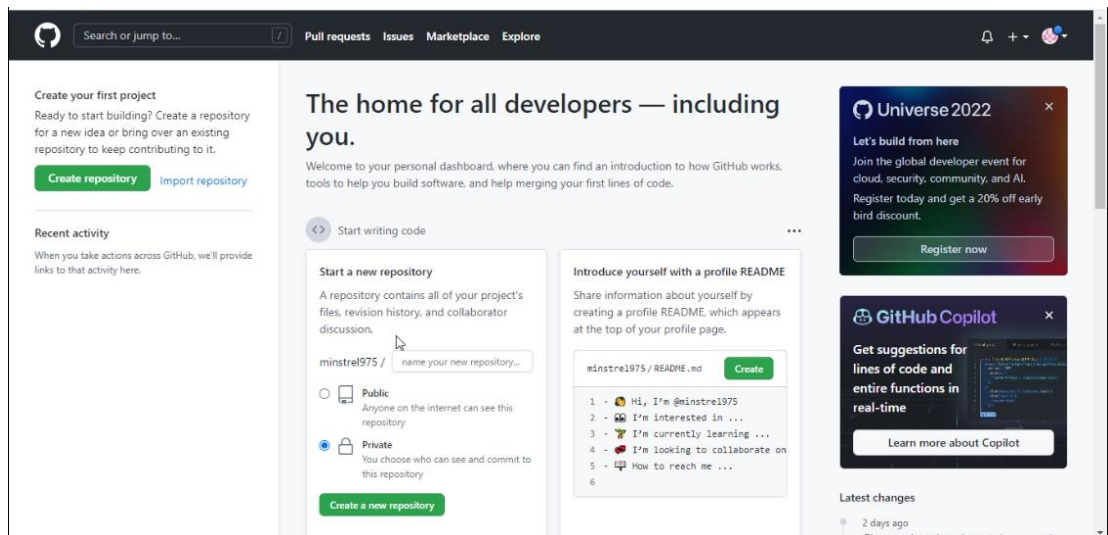 Search or jump to... /
Pull requests Issues Marketplace Explore
Create your first project
Ready to start building? Create a repository
for a new idea or bring over an existing
repository to keep contributing to it.
Create repository Import repository
Recent activity
When you take actions across GitHub, we'll provide
links to that activity here.
The home for all developers — including
you.
Welcome to your personal dashboard, where you can find an introduction to how GitHub works,
tools to help you build software, and help merging your first lines of code.
<> Start writing code
Start a new repository
A repository contains all of your project's
files, revision history, and collaborator
discussion.
minstrel975 / name your new repository...
Public
Anyone on the internet can see this
repository
Private
You choose who can see and commit to
this repository
Create a new repository
Introduce yourself with a profile README
Share information about yourself by
creating a profile README, which appears
at the top of your profile page.
minstrel975 / README.md Create
1 - 👋 Hi, I'm @minstrel975
2 - 👀 I'm interested in ...
3 - 🌱 I'm currently learning ...
4 - 💞️ I'm looking to collaborate on
5 - 📫 How to reach me ...
6
Universe 2022
Let's build from here
Join the global developer event for
cloud, security, community, and AI.
Register today and get a 20% off early
bird discount.
Register now
GitHub Copilot
Get suggestions for
lines of code and
entire functions in
real-time
Learn more about Copilot
Latest changes
2 days ago